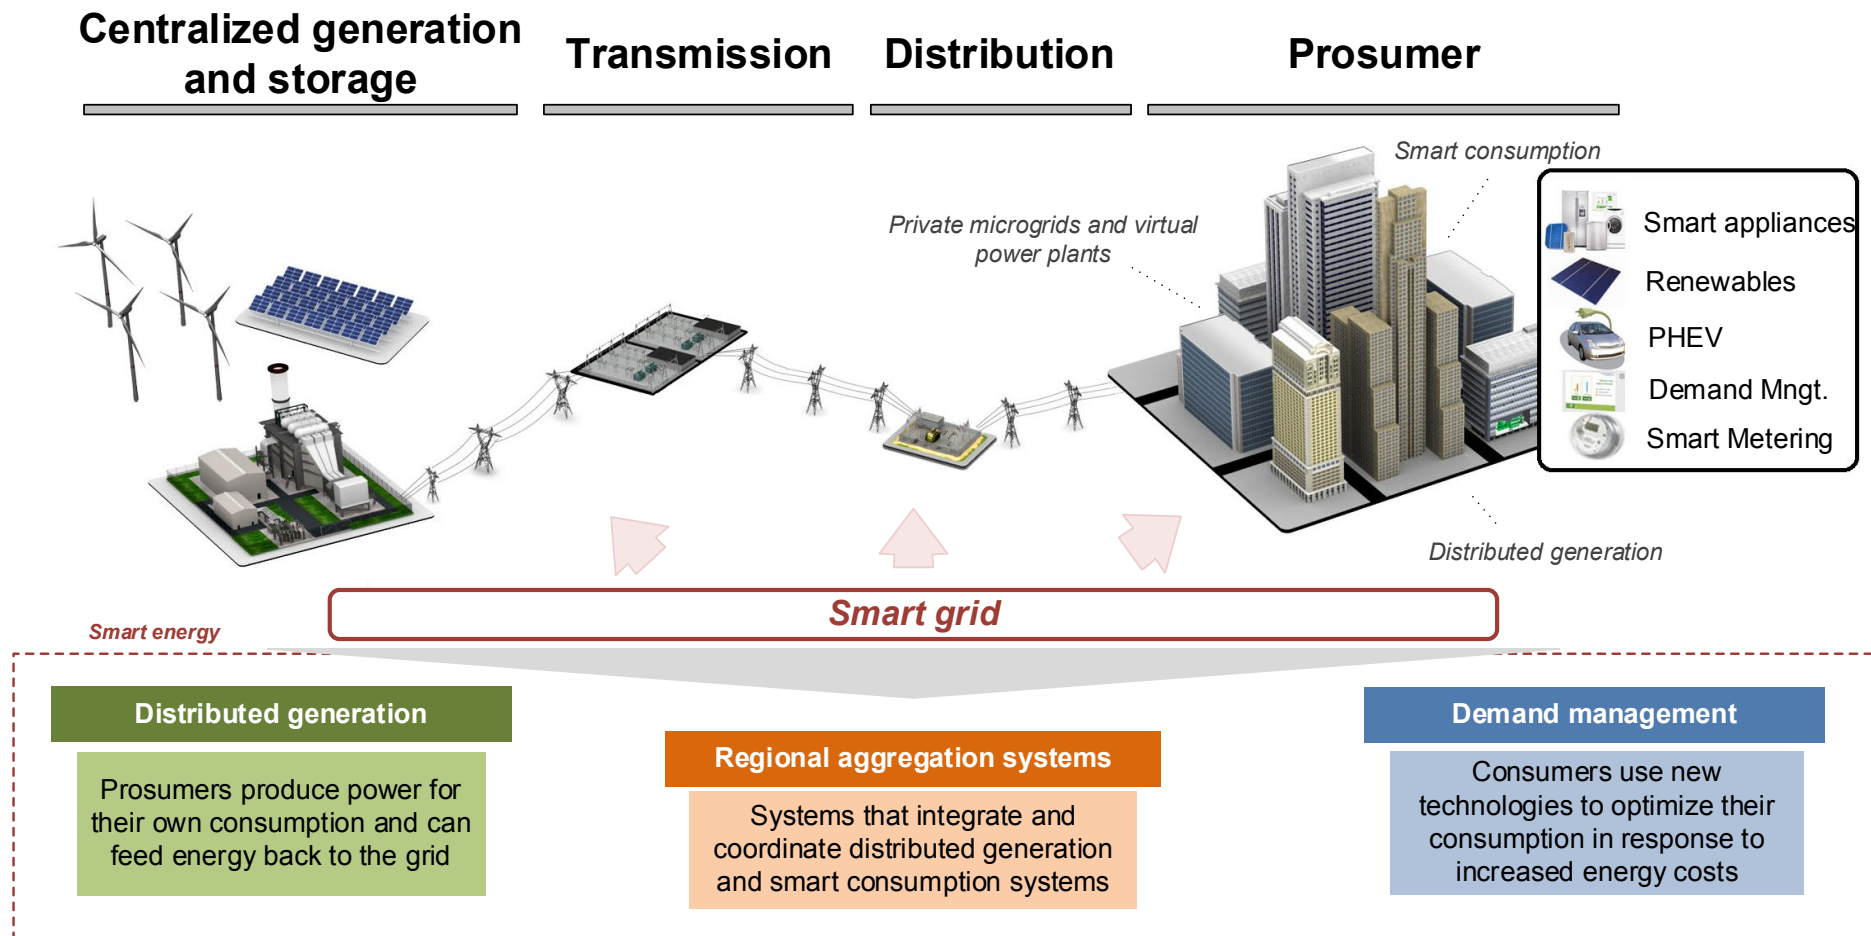 Centralized generation
and storage
Transmission
Distribution
Prosumer
Smart consumption
Private microgrids and virtual
power plants
Smart appliances
Renewables
PHEV
Demand Mngt.
Smart Metering
Distributed generation
Smart grid
Smart energy
Distributed generation
Prosumers produce power for
their own consumption and can
feed energy back to the grid
Regional aggregation systems
Systems that integrate and
coordinate distributed generation
and smart consumption systems
Demand management
Consumers use new
technologies to optimize their
consumption in response to
increased energy costs